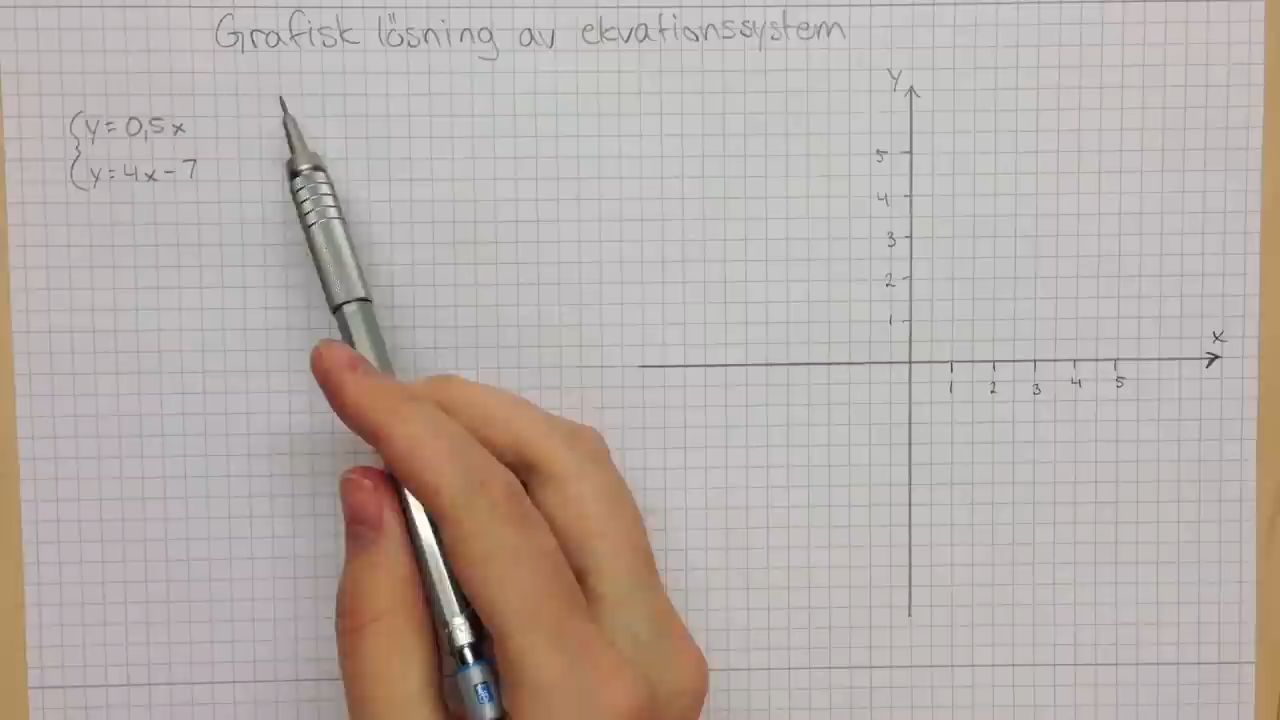 Grafisk lösning av ekvationssystem
y = 0,5x
y = 4x - 7
y
5
4
3
2
1
x
1 2 3 4 5